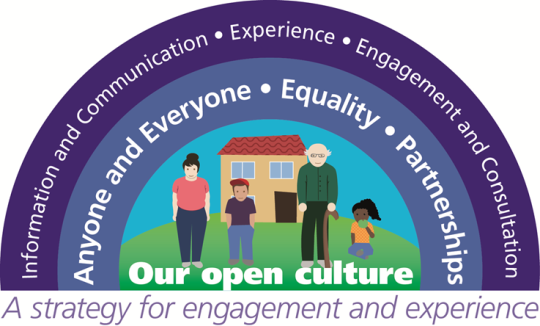 Information and Communication • Experience • Engagement and Consultation
Anyone and Everyone • Equality • Partnerships
Our open culture
A strategy for engagement and experience